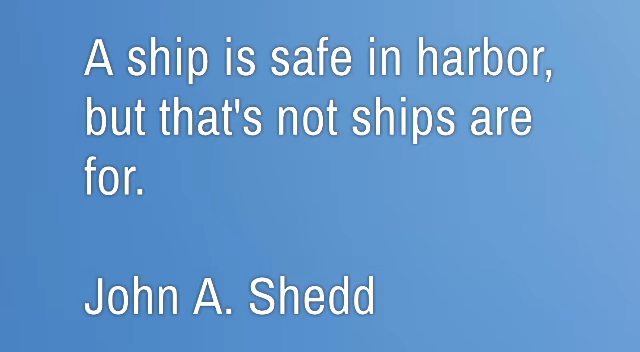 A ship is safe in harbor,
but that's not ships are
for.
John A. Shedd